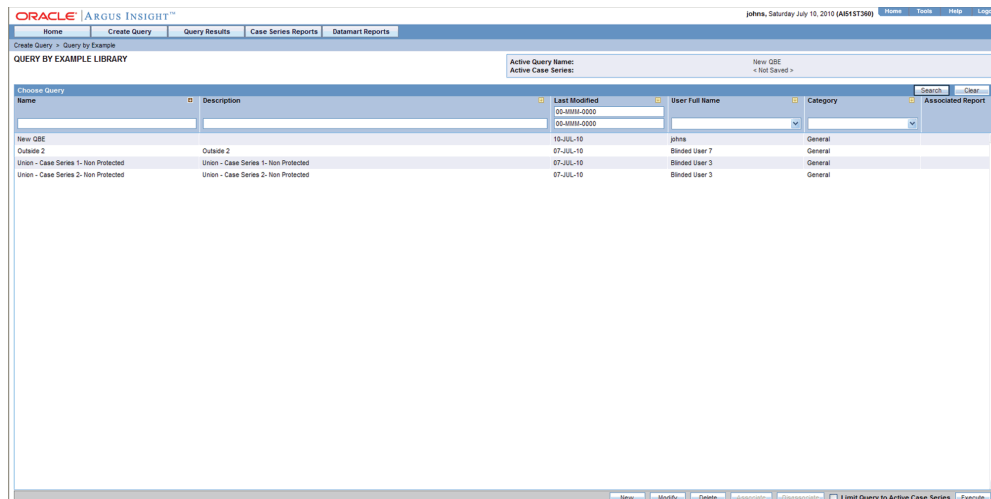 ORACLE | ARGUS INSIGHT™
johns, Saturday July 10, 2010 (AI51ST360) Home Tools Help Logo
Home Create Query Query Results Case Series Reports Datamart Reports
Create Query > Query by Example
QUERY BY EXAMPLE LIBRARY
Active Query Name: New QBE
Active Case Series: < Not Saved >
Choose Query Search Clear
Name Description Last Modified User Full Name Category Associated Report
00-MMM-0000
00-MMM-0000
New QBE 10-JUL-10 johns General
Outside 2 Outside 2 07-JUL-10 Blinded User 7 General
Union - Case Series 1- Non Protected Union - Case Series 1- Non Protected 07-JUL-10 Blinded User 3 General
Union - Case Series 2- Non Protected Union - Case Series 2- Non Protected 07-JUL-10 Blinded User 3 General
New Modify Delete Associate Disassociate Limit Query to Active Case Series Execute